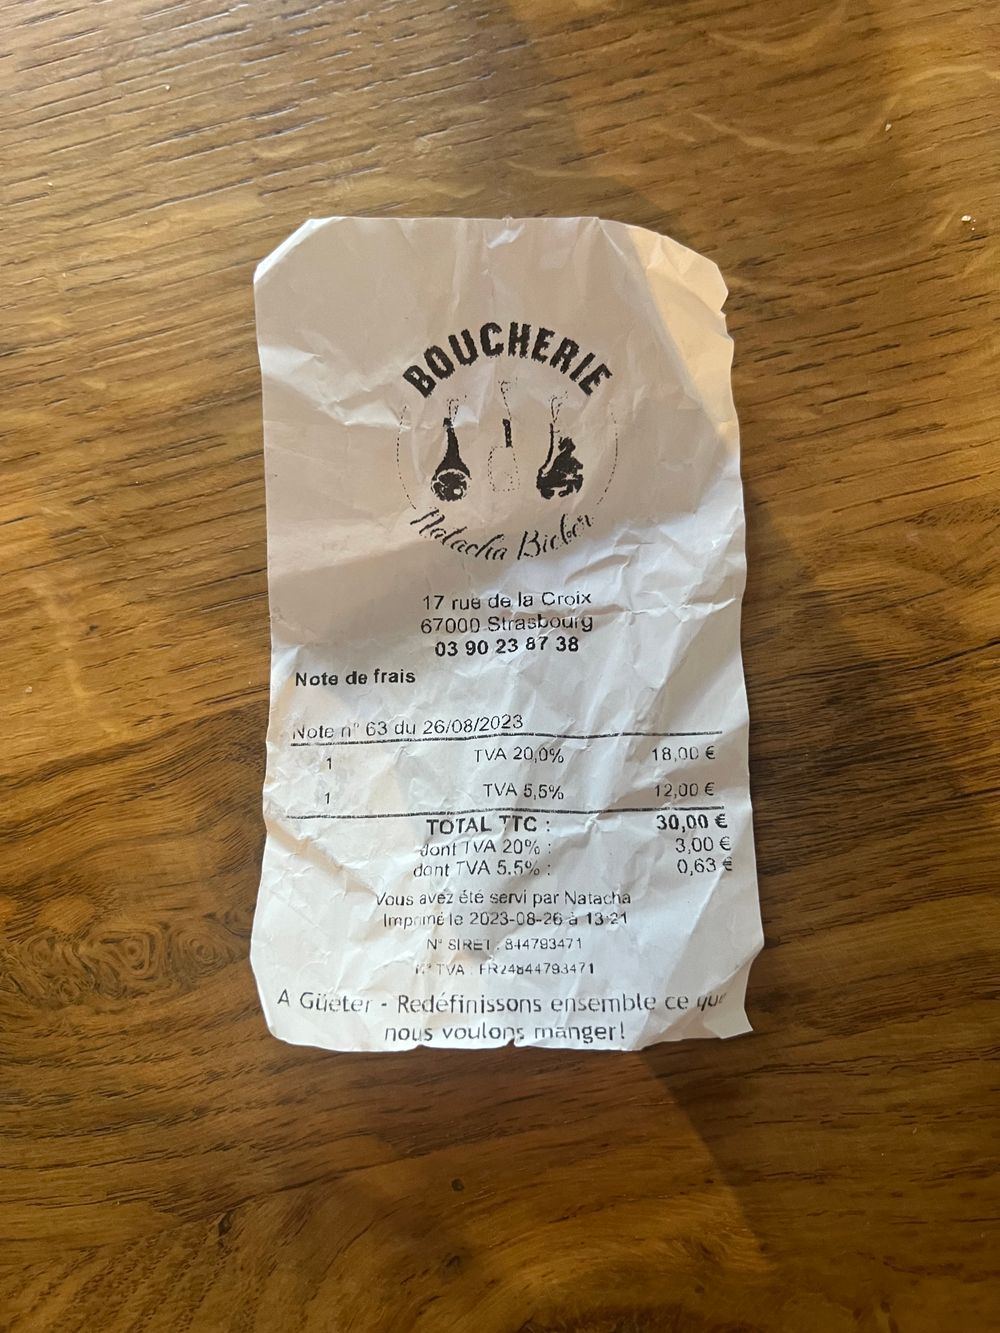 BOUCHERIE
Natacha Bieber
17 rue de la Croix
67000 Strasbourg
03 90 23 87 38
Note de frais
Note n° 63 du 26/08/2023
1 TVA 20,0% 18,00 €
1 TVA 5,5% 12,00 €
TOTAL TTC : 30,00 €
dont TVA 20% : 3,00 €
dont TVA 5.5% : 0,63 €
Vous avez été servi par Natacha
Imprimé le 2023-08-26 à 13:21
N° SIRET : 844793471
N° TVA : FR24844793471
A Güeter - Redéfinissons ensemble ce que
nous voulons manger!